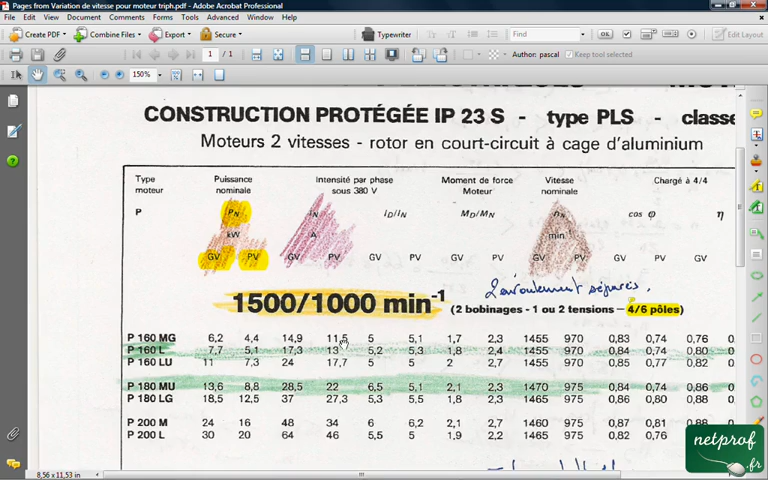 Pages from Variation de vitesse pour moteur triph.pdf - Adobe Acrobat Professional
File Edit View Document Comments Forms Tools Advanced Window Help
Create PDF Combine Files Export Start Meeting Secure Sign Forms Review & Comment
Typewriter 1 / 1 Find Edit Layout
Author: pascal Keep tool selected
150%
CONSTRUCTION PROTÉGÉE IP 23 S - type PLS - classe
Moteurs 2 vitesses - rotor en court-circuit à cage d'aluminium
Type moteur Puissance nominale Intensité par phase sous 380 V Moment de force Moteur Vitesse nominale Chargé à 4/4
P PN IN ID/IN MD/MN nN cos φ η
kW A min-1
GV PV GV PV GV PV GV PV GV PV GV PV GV
2 enroulement séparés.
1500/1000 min-1 (2 bobinages - 1 ou 2 tensions – 4/6 pôles)
P 160 MG 6,2 4,4 14,9 11,5 5 5,1 1,7 2,3 1455 970 0,83 0,74 0,76
P 160 L 7,7 5,1 17,3 13 5,2 5,3 1,8 2,4 1455 970 0,84 0,74 0,80
P 160 LU 11 7,3 24 17,7 5 5 2 2,7 1455 970 0,85 0,77 0,82
P 180 MU 13,6 8,8 28,5 22 6,5 5,1 2,1 2,3 1470 975 0,84 0,74 0,86
P 180 LG 18,5 12,5 37 27,3 5,3 5,5 1,8 2,3 1465 975 0,86 0,80 0,88
P 200 M 24 16 48 34 6 6,2 2,1 2,7 1460 975 0,87 0,81 0,88
P 200 L 30 20 64 46 5,5 5 1,9 2,2 1465 975 0,82 0,76
netprof.fr
8,56 x 11,53 in